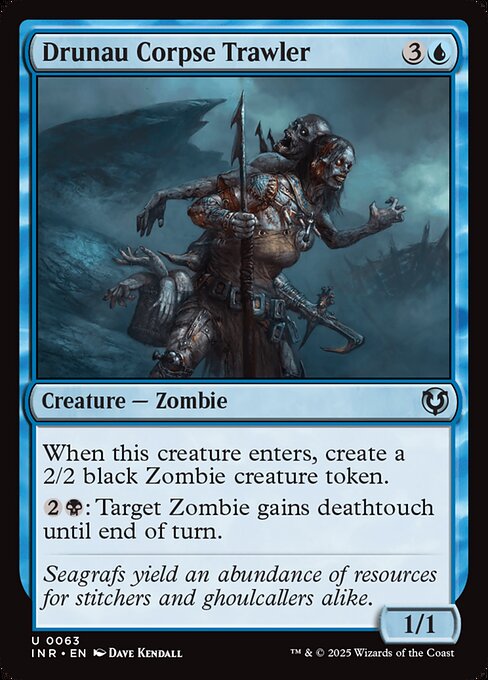 Drunau Corpse Trawler 3
Creature — Zombie
When this creature enters, create a
2/2 black Zombie creature token.
2: Target Zombie gains deathtouch
until end of turn.
Seagrafs yield an abundance of resources
for stitchers and ghoulcallers alike.
1/1
U 0063
INR • EN Dave Kendall
™ & © 2025 Wizards of the Coast